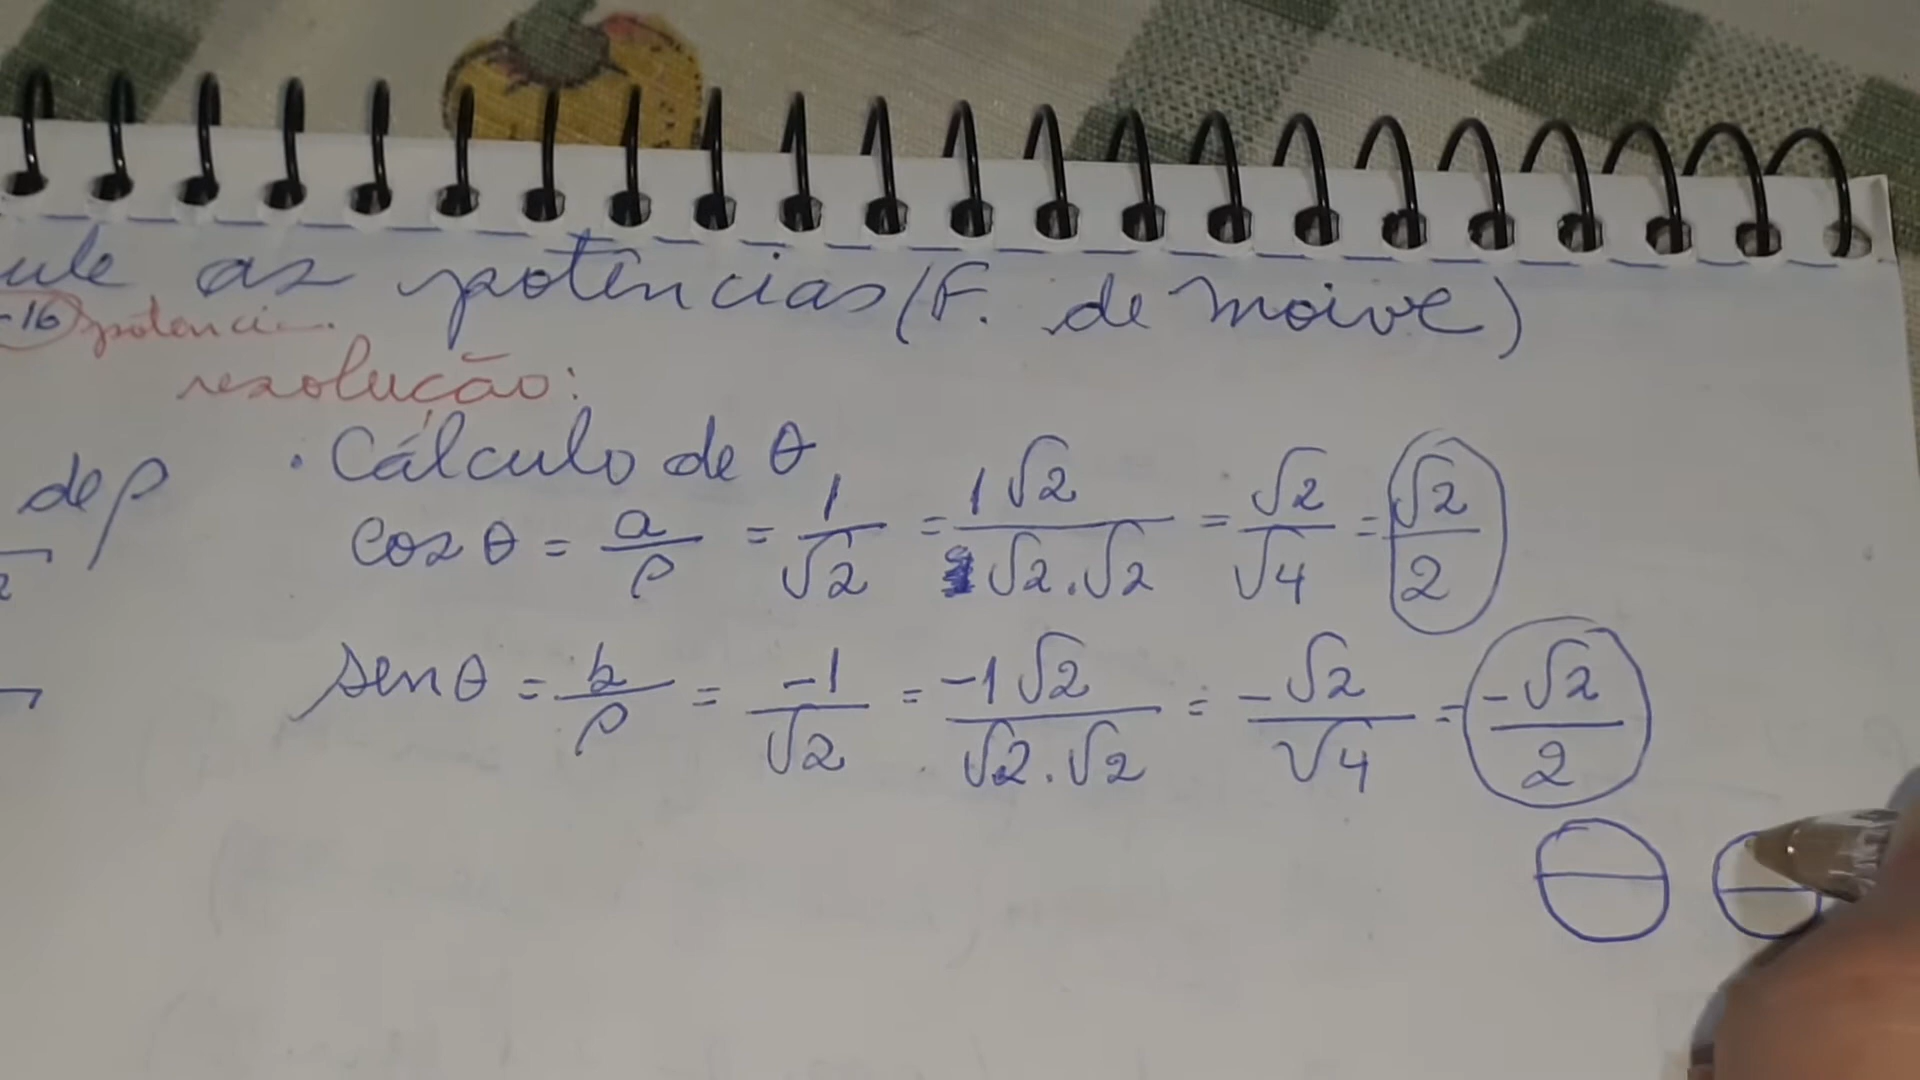 ule as potências (F. de moivre)
-16 potenci
resolução:
de ρ
. Cálculo de θ
cos θ = a/ρ = 1/√2 = 1√2/√2.√2 = √2/√4 = √2/2
sen θ = b/ρ = -1/√2 = -1√2/√2.√2 = -√2/√4 = -√2/2